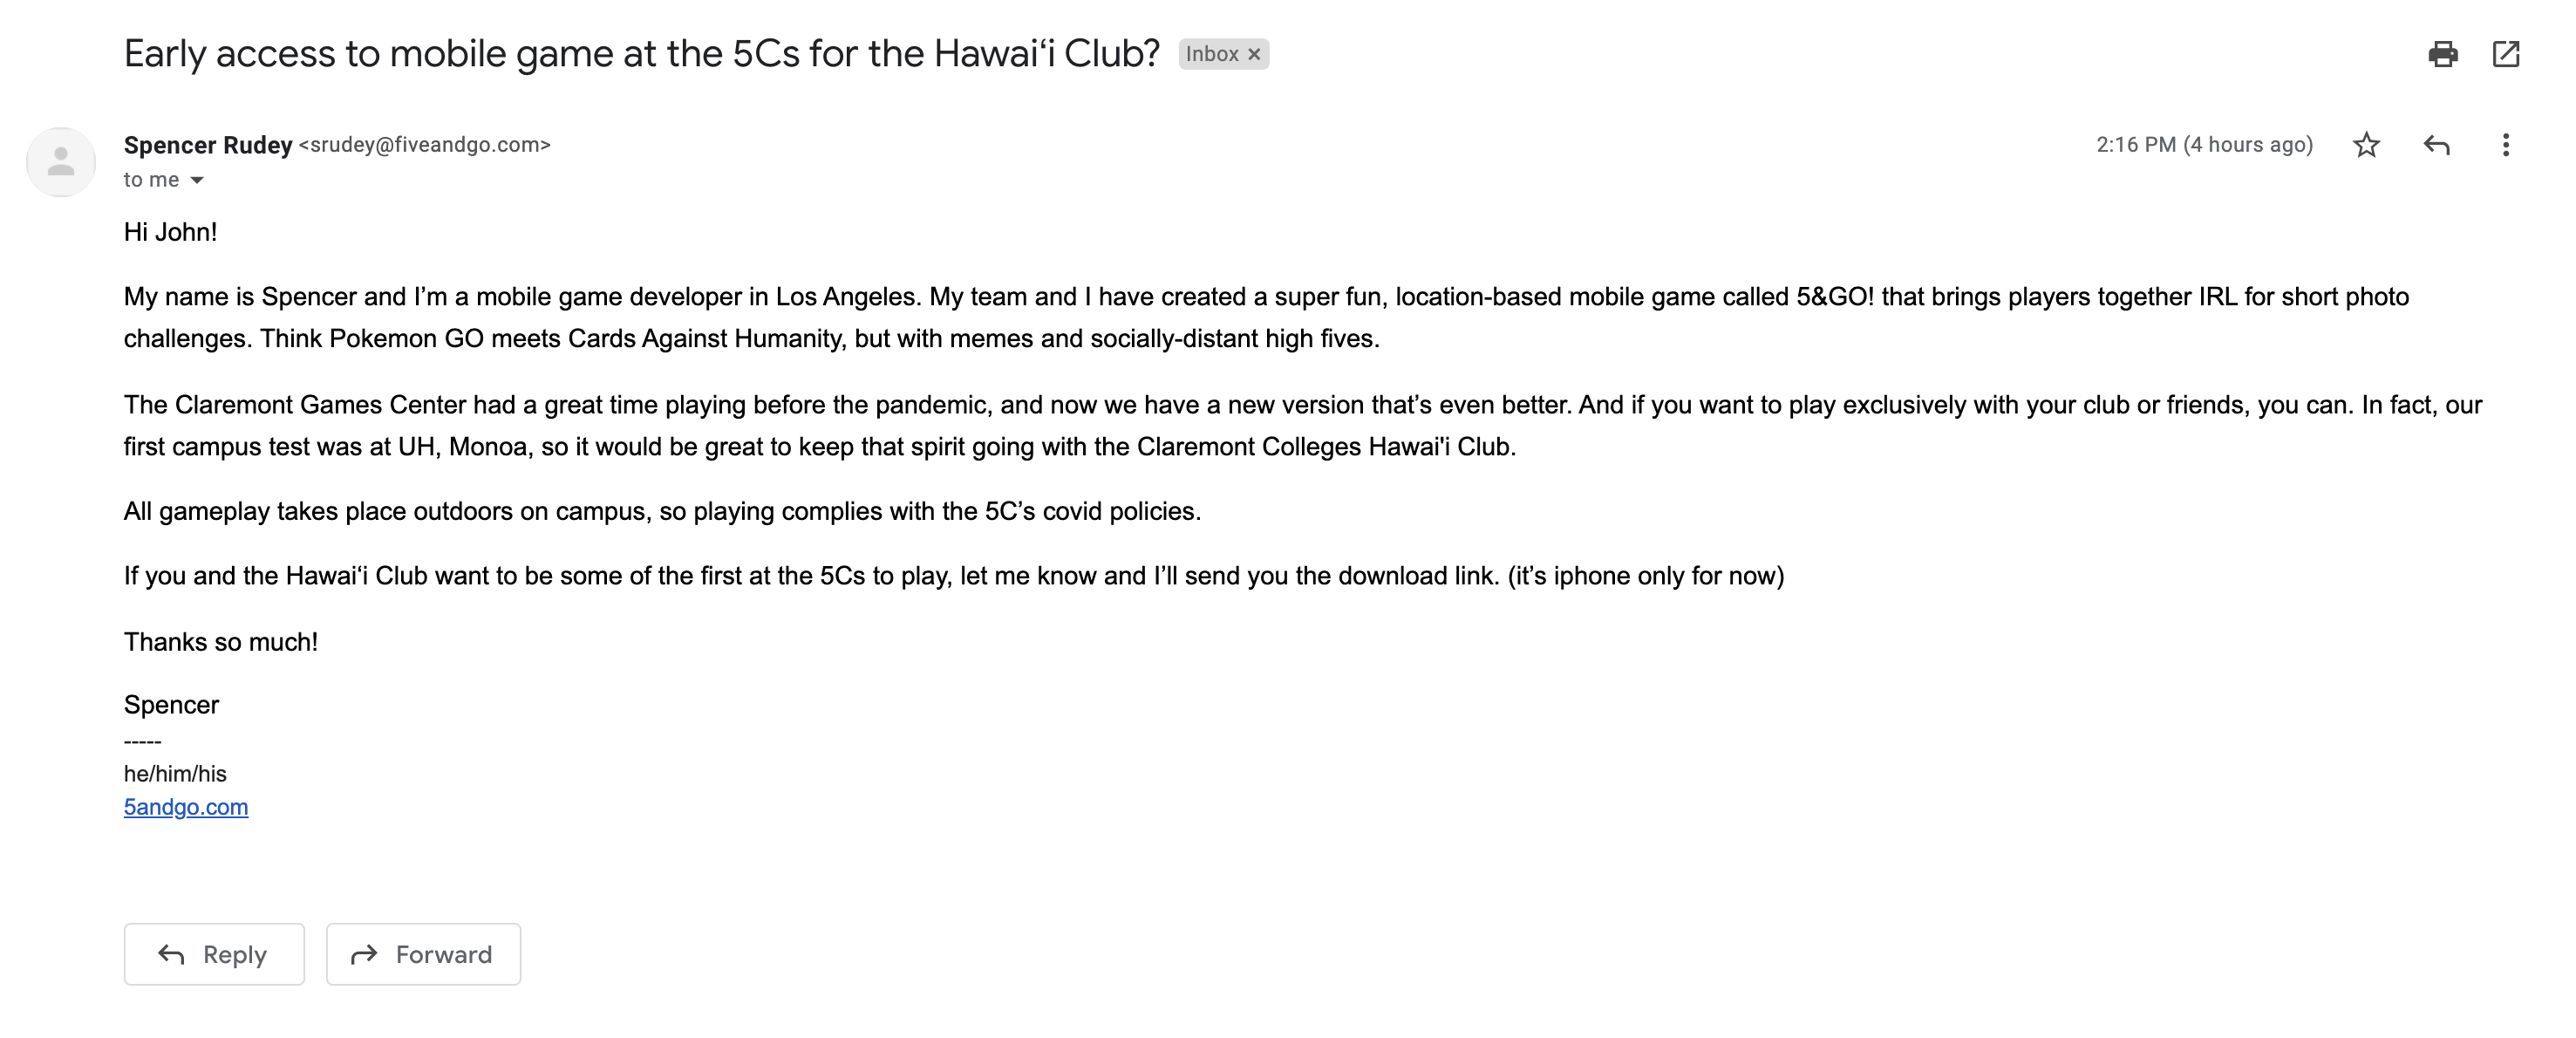 Early access to mobile game at the 5Cs for the Hawaiʻi Club? Inbox ×
Spencer Rudey <srudey@fiveandgo.com> 2:16 PM (4 hours ago)
to me
Hi John!
My name is Spencer and I’m a mobile game developer in Los Angeles. My team and I have created a super fun, location-based mobile game called 5&GO! that brings players together IRL for short photo
challenges. Think Pokemon GO meets Cards Against Humanity, but with memes and socially-distant high fives.
The Claremont Games Center had a great time playing before the pandemic, and now we have a new version that’s even better. And if you want to play exclusively with your club or friends, you can. In fact, our
first campus test was at UH, Monoa, so it would be great to keep that spirit going with the Claremont Colleges Hawai'i Club.
All gameplay takes place outdoors on campus, so playing complies with the 5C’s covid policies.
If you and the Hawaiʻi Club want to be some of the first at the 5Cs to play, let me know and I’ll send you the download link. (it’s iphone only for now)
Thanks so much!
Spencer
-----
he/him/his
5andgo.com
Reply Forward